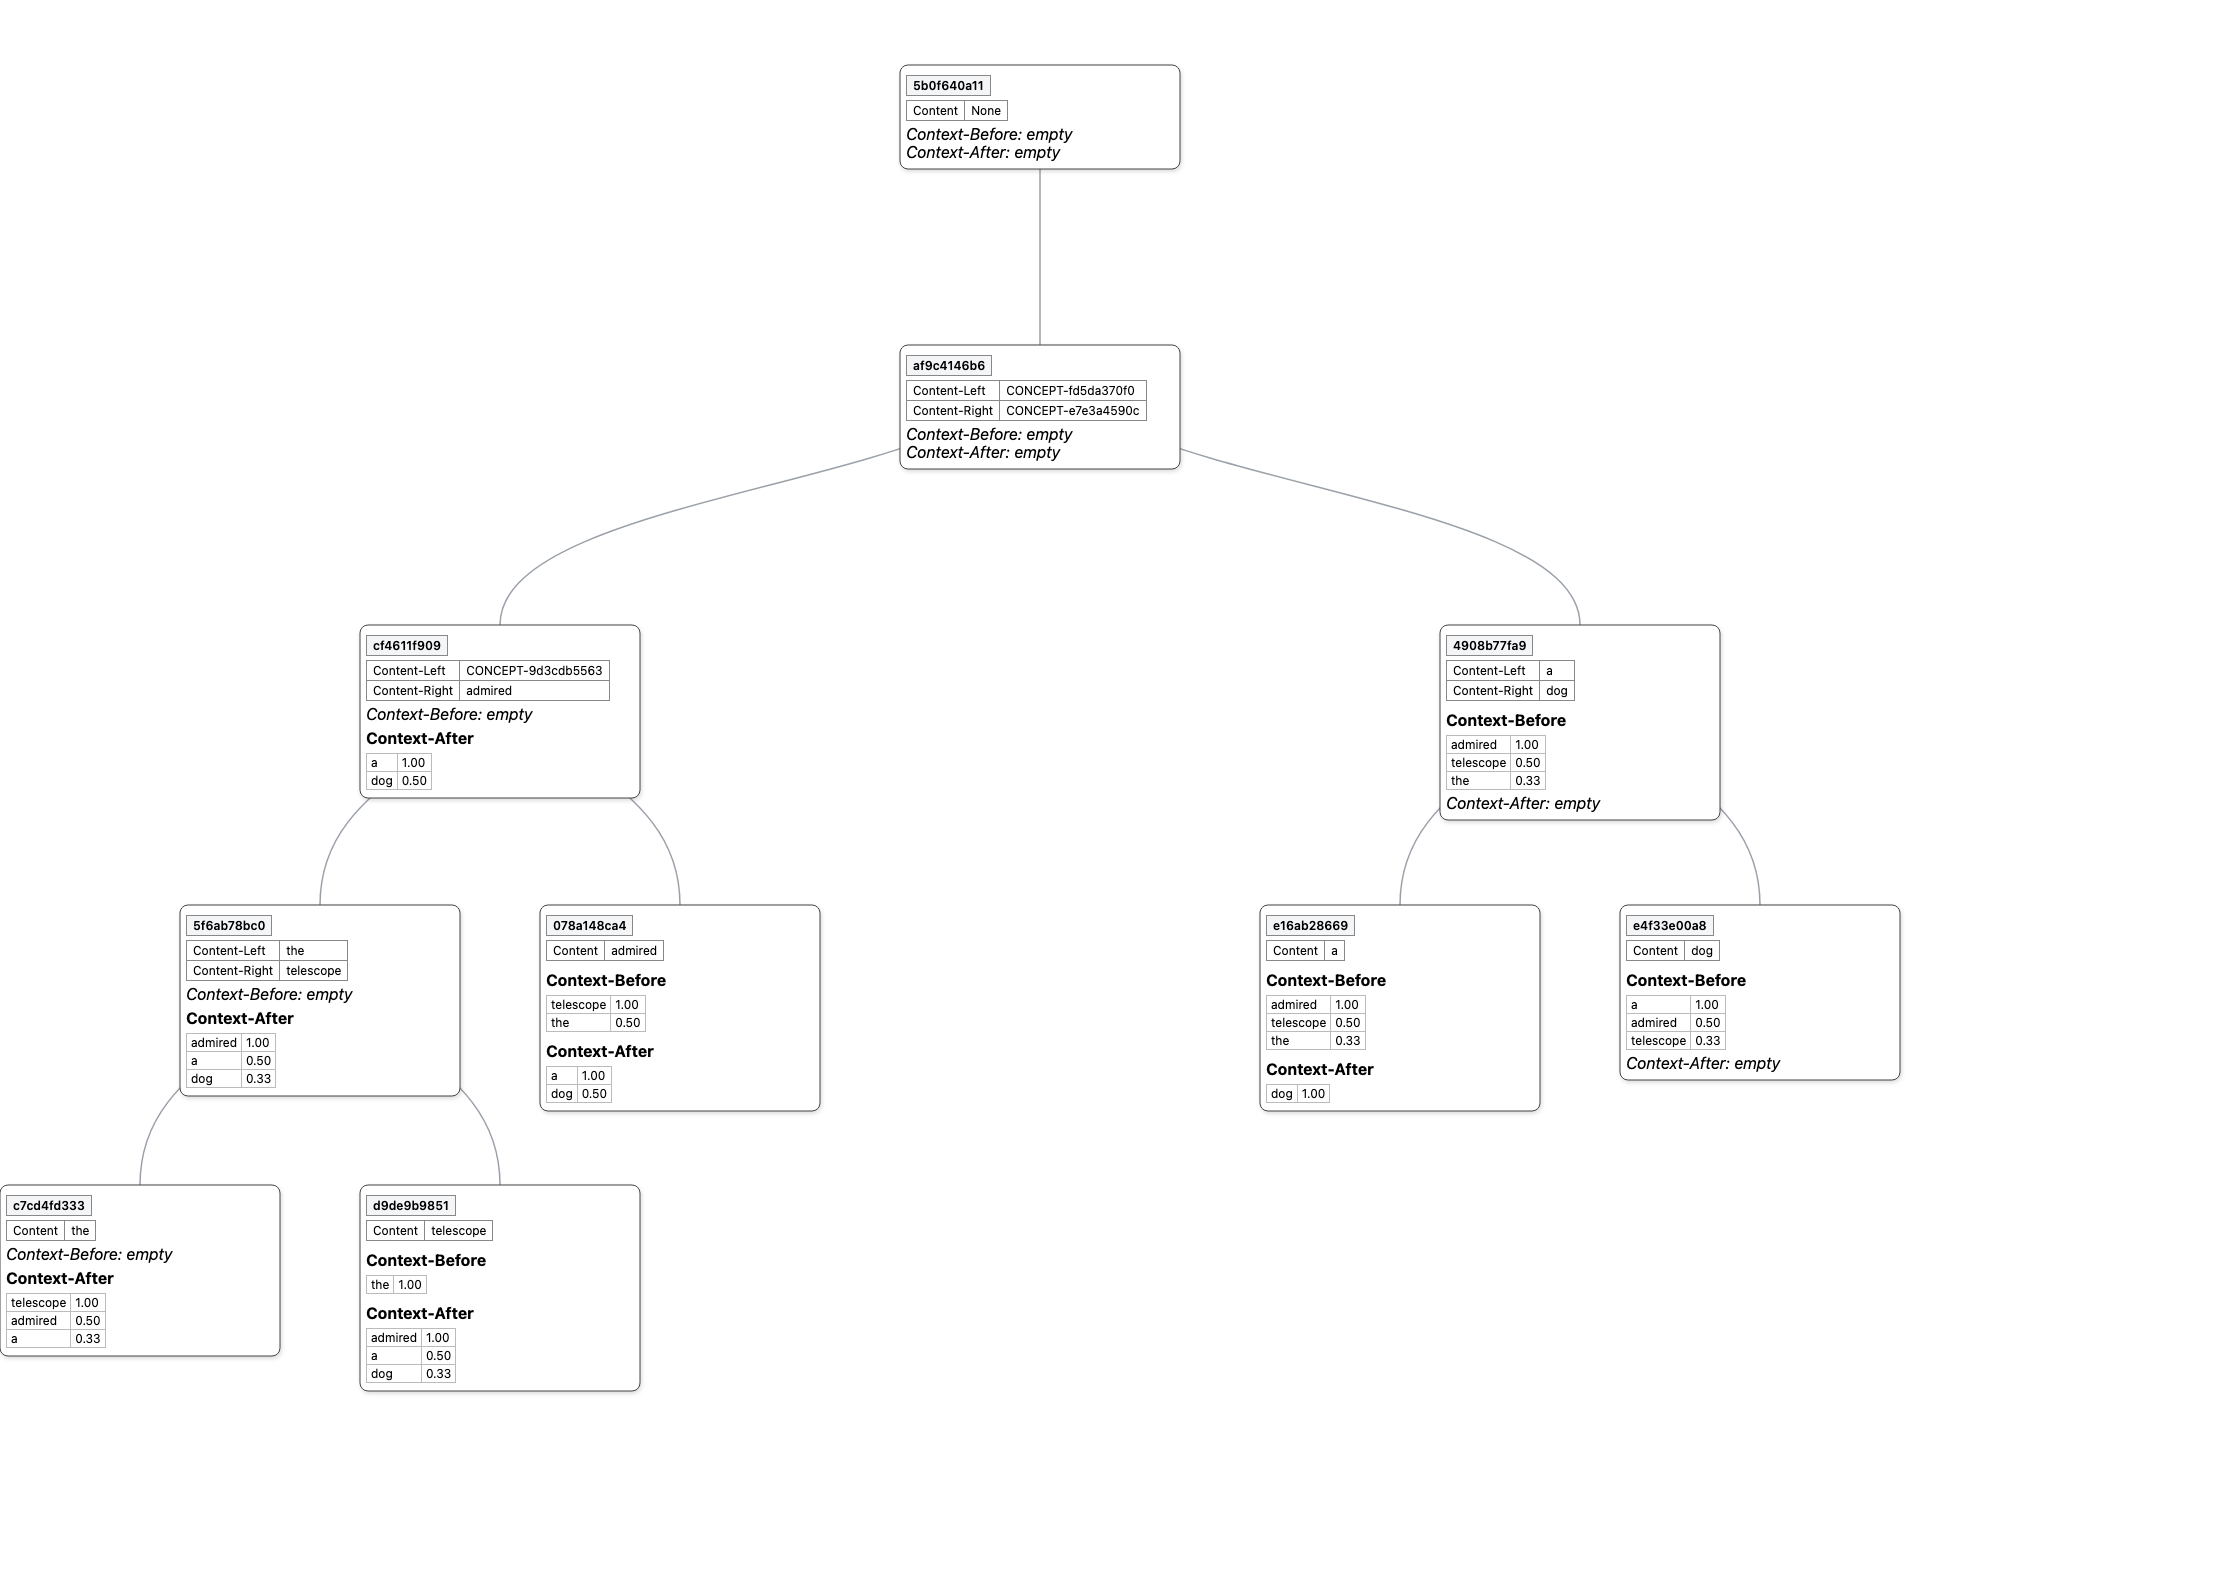 5b0f640a11
Content None
Context-Before: empty
Context-After: empty
af9c4146b6
Content-Left CONCEPT-fd5da370f0
Content-Right CONCEPT-e7e3a4590c
Context-Before: empty
Context-After: empty
cf4611f909
Content-Left CONCEPT-9d3cdb5563
Content-Right admired
Context-Before: empty
Context-After
a 1.00
dog 0.50
4908b77fa9
Content-Left a
Content-Right dog
Context-Before
admired 1.00
telescope 0.50
the 0.33
Context-After: empty
5f6ab78bc0
Content-Left the
Content-Right telescope
Context-Before: empty
Context-After
admired 1.00
a 0.50
dog 0.33
078a148ca4
Content admired
Context-Before
telescope 1.00
the 0.50
Context-After
a 1.00
dog 0.50
e16ab28669
Content a
Context-Before
admired 1.00
telescope 0.50
the 0.33
Context-After
dog 1.00
e4f33e00a8
Content dog
Context-Before
a 1.00
admired 0.50
telescope 0.33
Context-After: empty
c7cd4fd333
Content the
Context-Before: empty
Context-After
telescope 1.00
admired 0.50
a 0.33
d9de9b9851
Content telescope
Context-Before
the 1.00
Context-After
admired 1.00
a 0.50
dog 0.33